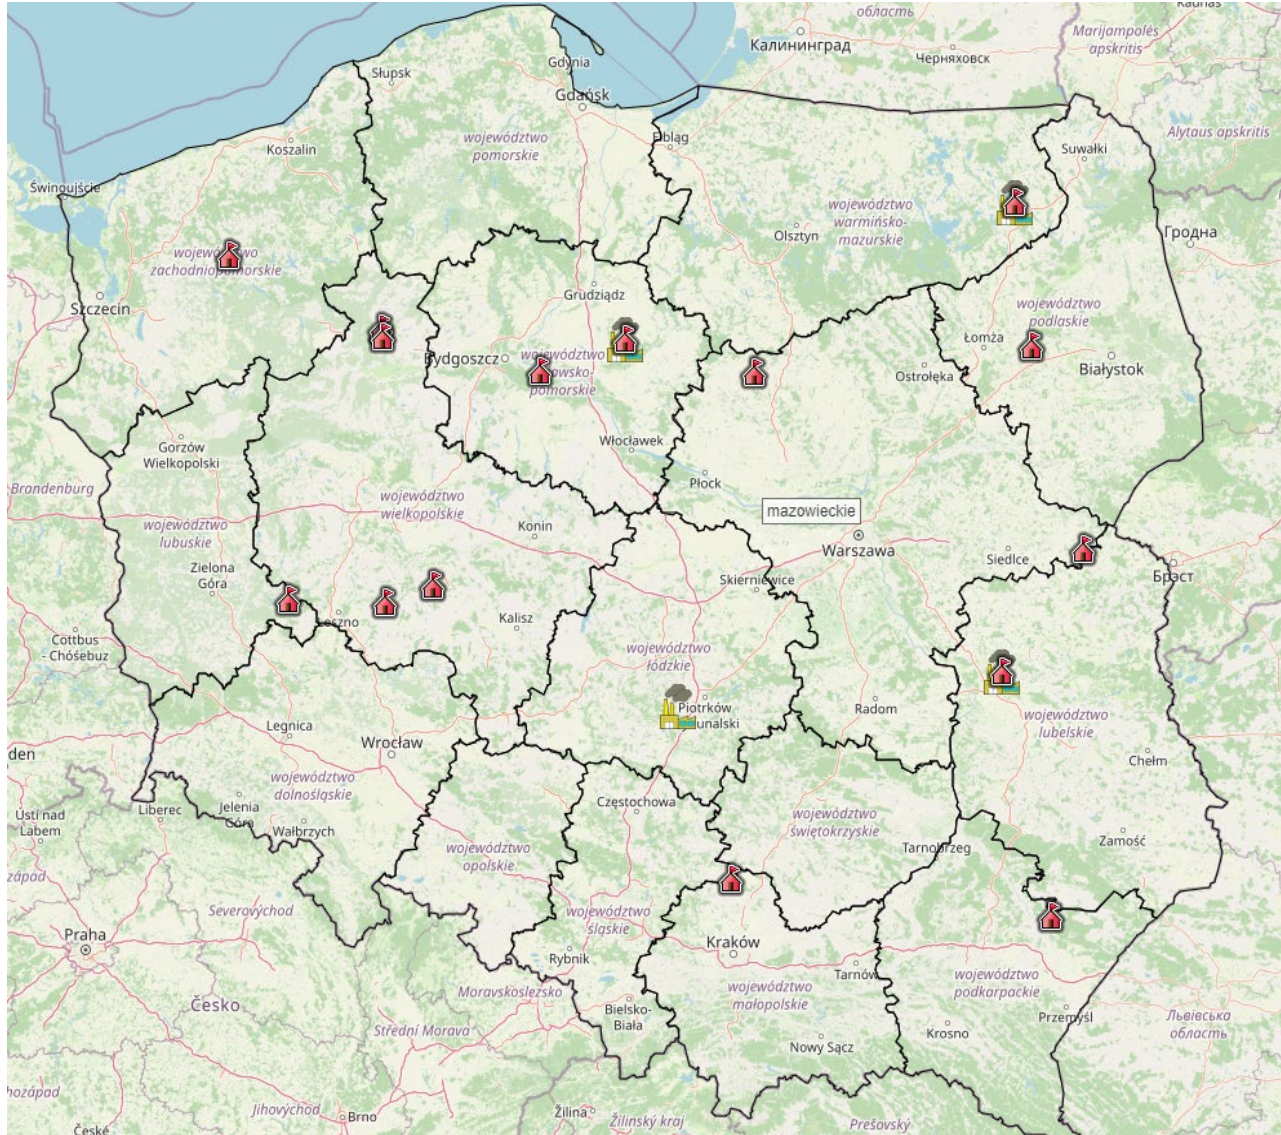 Kaunas
область
Marijampolės
apskritis
Калининград
Черняховск
Gdynia
Słupsk
Gdańsk
Elbląg
Alytaus apskritis
Koszalin
województwo
pomorskie
Suwałki
Świnoujście
województwo
warmińsko-
mazurskie
Olsztyn
Гродна
województwo
zachodniopomorskie
Szczecin
Grudziądz
województwo
podlaskie
Łomża
Białystok
Bydgoszcz
województwo
pomorskie
Ostrołęka
Włocławek
Gorzów
Wielkopolski
Płock
Brandenburg
województwo
wielkopolskie
mazowieckie
województwo
lubuskie
Konin
Warszawa
Siedlce
Брэст
Zielona
Góra
Skierniewice
Leszno
Kalisz
Cottbus
- Chóśebuz
województwo
łódzkie
Piotrków
unalski
Radom
województwo
lubelskie
Legnica
Wrocław
den
Chełm
województwo
dolnośląskie
Liberec
Jelenia
Góra
Wałbrzych
Ústí nad
Labem
Częstochowa
województwo
świętokrzyskie
Tarnobrzeg
Zamość
województwo
opolskie
západ
Severovýchod
województwo
śląskie
Praha
Kraków
Rybnik
Tarnów
województwo
podkarpackie
Moravskoslezsko
województwo
małopolskie
Česko
Bielsko-
Biała
Przemyśl
Львівська
область
Střední Morava
Krosno
Nowy Sącz
hozápad
Jihovýchod
Brno
Žilina
Žilinský kraj
Prešovský
České